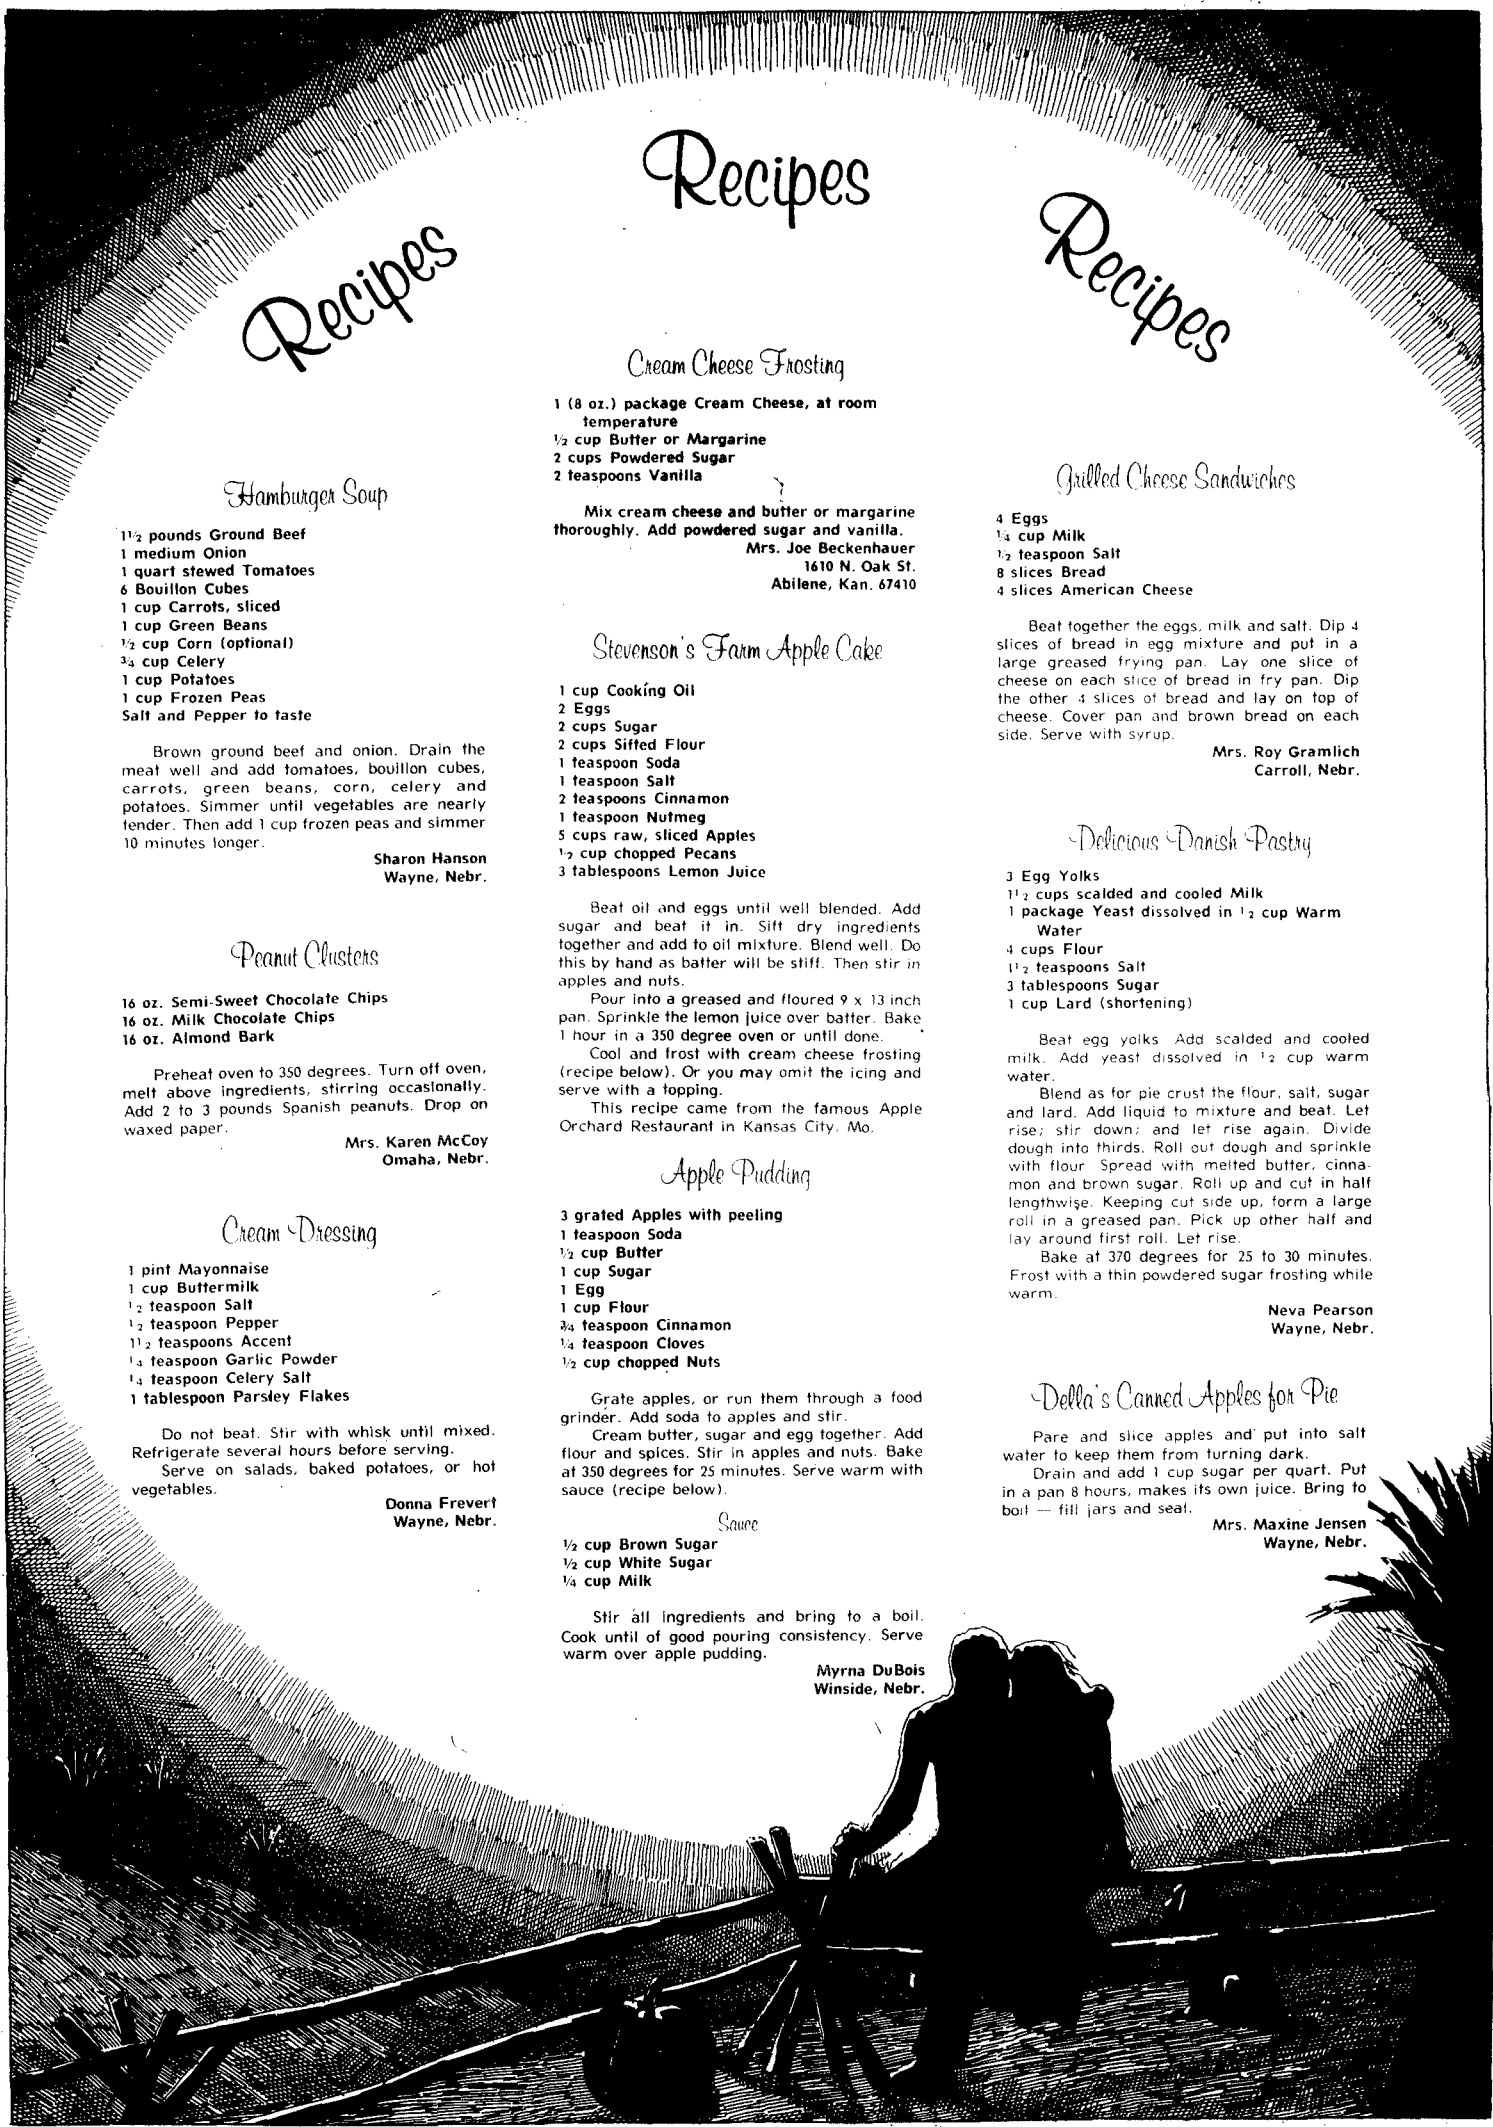 Recipes
Recipes
Recipes
Hamburger Soup
1½ pounds Ground Beef
1 medium Onion
1 quart stewed Tomatoes
6 Bouillon Cubes
1 cup Carrots, sliced
1 cup Green Beans
½ cup Corn (optional)
¾ cup Celery
1 cup Potatoes
1 cup Frozen Peas
Salt and Pepper to taste
Brown ground beef and onion. Drain the
meat well and add tomatoes, bouillon cubes,
carrots, green beans, corn, celery and
potatoes. Simmer until vegetables are nearly
tender. Then add 1 cup frozen peas and simmer
10 minutes longer.
Sharon Hanson
Wayne, Nebr.
Peanut Clusters
16 oz. Semi-Sweet Chocolate Chips
16 oz. Milk Chocolate Chips
16 oz. Almond Bark
Preheat oven to 350 degrees. Turn off oven,
melt above ingredients, stirring occasionally.
Add 2 to 3 pounds Spanish peanuts. Drop on
waxed paper.
Mrs. Karen McCoy
Omaha, Nebr.
Cream Dressing
1 pint Mayonnaise
1 cup Buttermilk
½ teaspoon Salt
½ teaspoon Pepper
1½ teaspoons Accent
¼ teaspoon Garlic Powder
¼ teaspoon Celery Salt
1 tablespoon Parsley Flakes
Do not beat. Stir with whisk until mixed.
Refrigerate several hours before serving.
Serve on salads, baked potatoes, or hot
vegetables.
Donna Frevert
Wayne, Nebr.
Cream Cheese Frosting
1 (8 oz.) package Cream Cheese, at room
temperature
½ cup Butter or Margarine
2 cups Powdered Sugar
2 teaspoons Vanilla
Mix cream cheese and butter or margarine
thoroughly. Add powdered sugar and vanilla.
Mrs. Joe Beckenhauer
1610 N. Oak St.
Abilene, Kan. 67410
Stevenson's Farm Apple Cake
1 cup Cooking Oil
2 Eggs
2 cups Sugar
2 cups Sifted Flour
1 teaspoon Soda
1 teaspoon Salt
2 teaspoons Cinnamon
1 teaspoon Nutmeg
5 cups raw, sliced Apples
½ cup chopped Pecans
3 tablespoons Lemon Juice
Beat oil and eggs until well blended. Add
sugar and beat it in. Sift dry ingredients
together and add to oil mixture. Blend well. Do
this by hand as batter will be stiff. Then stir in
apples and nuts.
Pour into a greased and floured 9 x 13 inch
pan. Sprinkle the lemon juice over batter. Bake
1 hour in a 350 degree oven or until done.
Cool and frost with cream cheese frosting
(recipe below). Or you may omit the icing and
serve with a topping.
This recipe came from the famous Apple
Orchard Restaurant in Kansas City, Mo.
Apple Pudding
3 grated Apples with peeling
1 teaspoon Soda
½ cup Butter
1 cup Sugar
1 Egg
1 cup Flour
¾ teaspoon Cinnamon
¼ teaspoon Cloves
½ cup chopped Nuts
Grate apples, or run them through a food
grinder. Add soda to apples and stir.
Cream butter, sugar and egg together. Add
flour and spices. Stir in apples and nuts. Bake
at 350 degrees for 25 minutes. Serve warm with
sauce (recipe below).
Sauce
½ cup Brown Sugar
½ cup White Sugar
¼ cup Milk
Stir all ingredients and bring to a boil.
Cook until of good pouring consistency. Serve
warm over apple pudding.
Myrna DuBois
Winside, Nebr.
Grilled Cheese Sandwiches
4 Eggs
¼ cup Milk
½ teaspoon Salt
8 slices Bread
4 slices American Cheese
Beat together the eggs, milk and salt. Dip 4
slices of bread in egg mixture and put in a
large greased frying pan. Lay one slice of
cheese on each slice of bread in fry pan. Dip
the other 4 slices of bread and lay on top of
cheese. Cover pan and brown bread on each
side. Serve with syrup.
Mrs. Roy Gramlich
Carroll, Nebr.
Delicious Danish Pastry
3 Egg Yolks
1½ cups scalded and cooled Milk
1 package Yeast dissolved in ½ cup Warm
Water
4 cups Flour
1½ teaspoons Salt
3 tablespoons Sugar
1 cup Lard (shortening)
Beat egg yolks Add scalded and cooled
milk. Add yeast dissolved in ½ cup warm
water.
Blend as for pie crust the flour, salt, sugar
and lard. Add liquid to mixture and beat. Let
rise; stir down; and let rise again. Divide
dough into thirds. Roll out dough and sprinkle
with flour Spread with melted butter, cinna-
mon and brown sugar. Roll up and cut in half
lengthwise. Keeping cut side up, form a large
roll in a greased pan. Pick up other half and
lay around first roll. Let rise.
Bake at 370 degrees for 25 to 30 minutes.
Frost with a thin powdered sugar frosting while
warm.
Neva Pearson
Wayne, Nebr.
Della's Canned Apples for Pie
Pare and slice apples and put into salt
water to keep them from turning dark.
Drain and add 1 cup sugar per quart. Put
in a pan 8 hours, makes its own juice. Bring to
boil — fill jars and seal.
Mrs. Maxine Jensen
Wayne, Nebr.